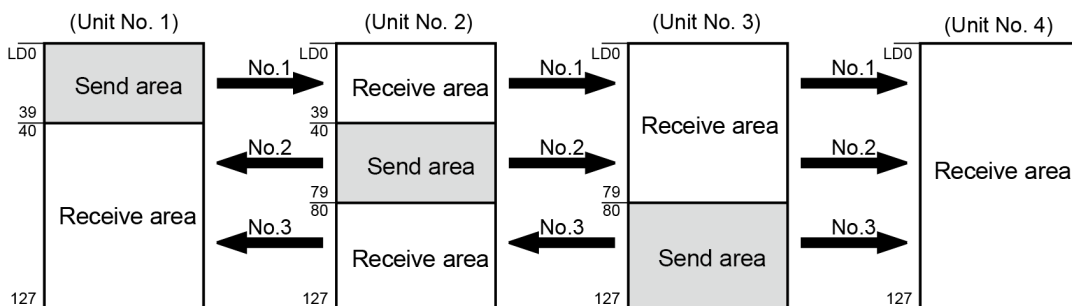 (Unit No. 1) (Unit No. 2) (Unit No. 3) (Unit No. 4)
LD0 LD0 LD0 LD0
No.1 No.1 No.1
Send area Receive area
39 39
40 40
Receive area
No.2 No.2 No.2
Send area Receive area
79 79
80 80
Receive area
No.3 No.3 No.3
Receive area Send area
127 127 127 127